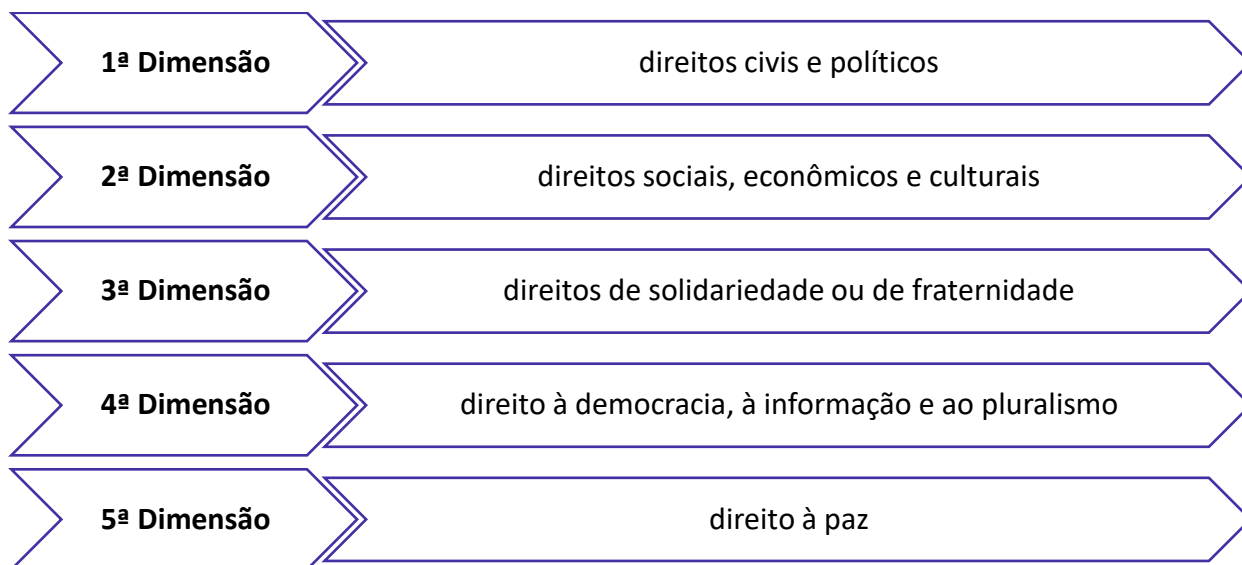 1ª Dimensão
direitos civis e políticos
2ª Dimensão
direitos sociais, econômicos e culturais
3ª Dimensão
direitos de solidariedade ou de fraternidade
4ª Dimensão
direito à democracia, à informação e ao pluralismo
5ª Dimensão
direito à paz